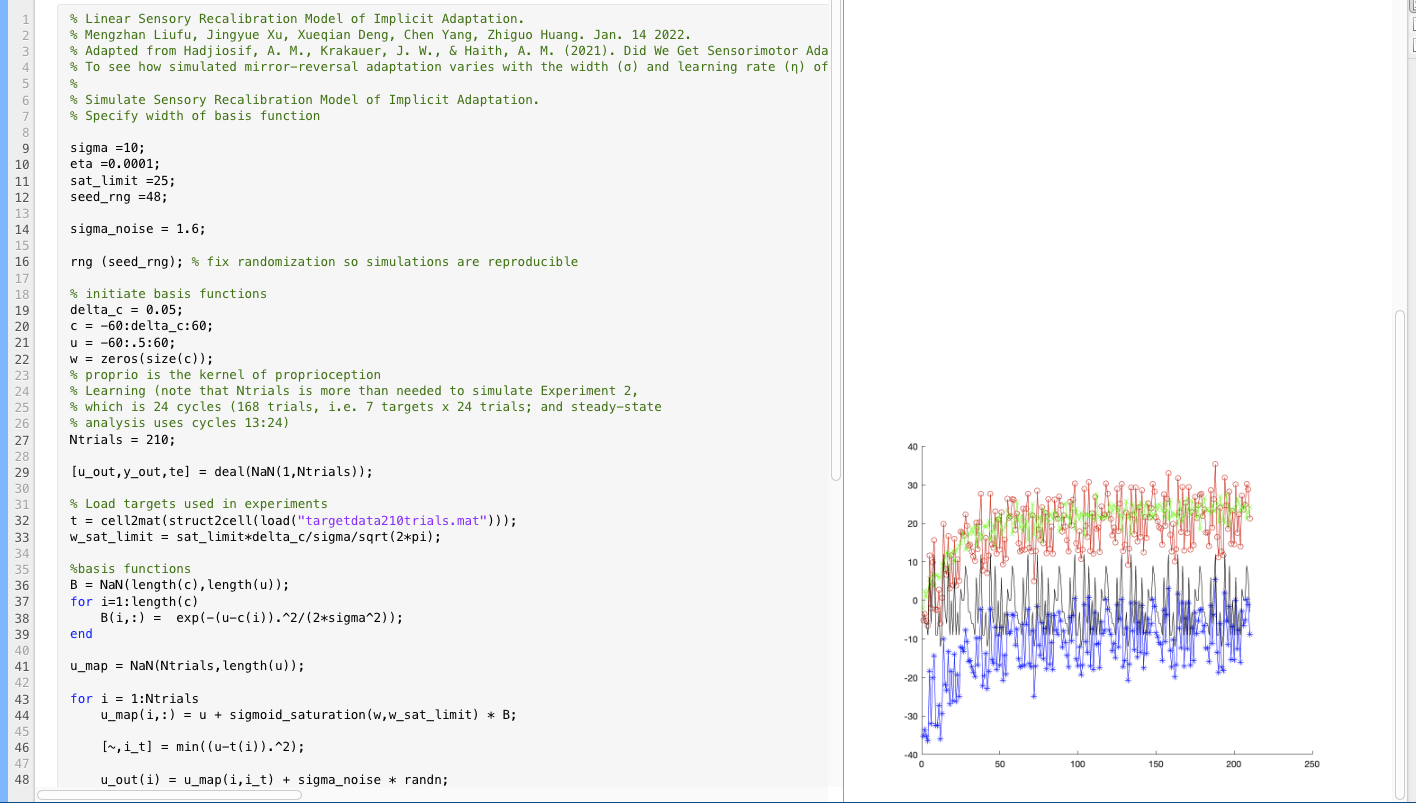 1 % Linear Sensory Recalibration Model of Implicit Adaptation.
2 % Mengzhan Liufu, Jingyue Xu, Xueqian Deng, Chen Yang, Zhiguo Huang. Jan. 14 2022.
3 % Adapted from Hadjiosif, A. M., Krakauer, J. W., & Haith, A. M. (2021). Did We Get Sensorimotor Ada
4 % To see how simulated mirror-reversal adaptation varies with the width (σ) and learning rate (η) of
5 %
6 % Simulate Sensory Recalibration Model of Implicit Adaptation.
7 % Specify width of basis function
8
9 sigma =10;
10 eta =0.0001;
11 sat_limit =25;
12 seed_rng =48;
13
14 sigma_noise = 1.6;
15
16 rng (seed_rng); % fix randomization so simulations are reproducible
17
18 % initiate basis functions
19 delta_c = 0.05;
20 c = -60:delta_c:60;
21 u = -60:.5:60;
22 w = zeros(size(c));
23 % proprio is the kernel of proprioception
24 % Learning (note that Ntrials is more than needed to simulate Experiment 2,
25 % which is 24 cycles (168 trials, i.e. 7 targets x 24 trials; and steady-state
26 % analysis uses cycles 13:24)
27 Ntrials = 210;
28
29 [u_out,y_out,te] = deal(NaN(1,Ntrials));
30
31 % Load targets used in experiments
32 t = cell2mat(struct2cell(load("targetdata210trials.mat")));
33 w_sat_limit = sat_limit*delta_c/sigma/sqrt(2*pi);
34
35 %basis functions
36 B = NaN(length(c),length(u));
37 for i=1:length(c)
38     B(i,:) =  exp(-(u-c(i)).^2/(2*sigma^2));
39 end
40
41 u_map = NaN(Ntrials,length(u));
42
43 for i = 1:Ntrials
44     u_map(i,:) = u + sigmoid_saturation(w,w_sat_limit) * B;
45
46     [~,i_t] = min((u-t(i)).^2);
47
48     u_out(i) = u_map(i,i_t) + sigma_noise * randn;
40
30
20
10
0
-10
-20
-30
-40
0 50 100 150 200 250